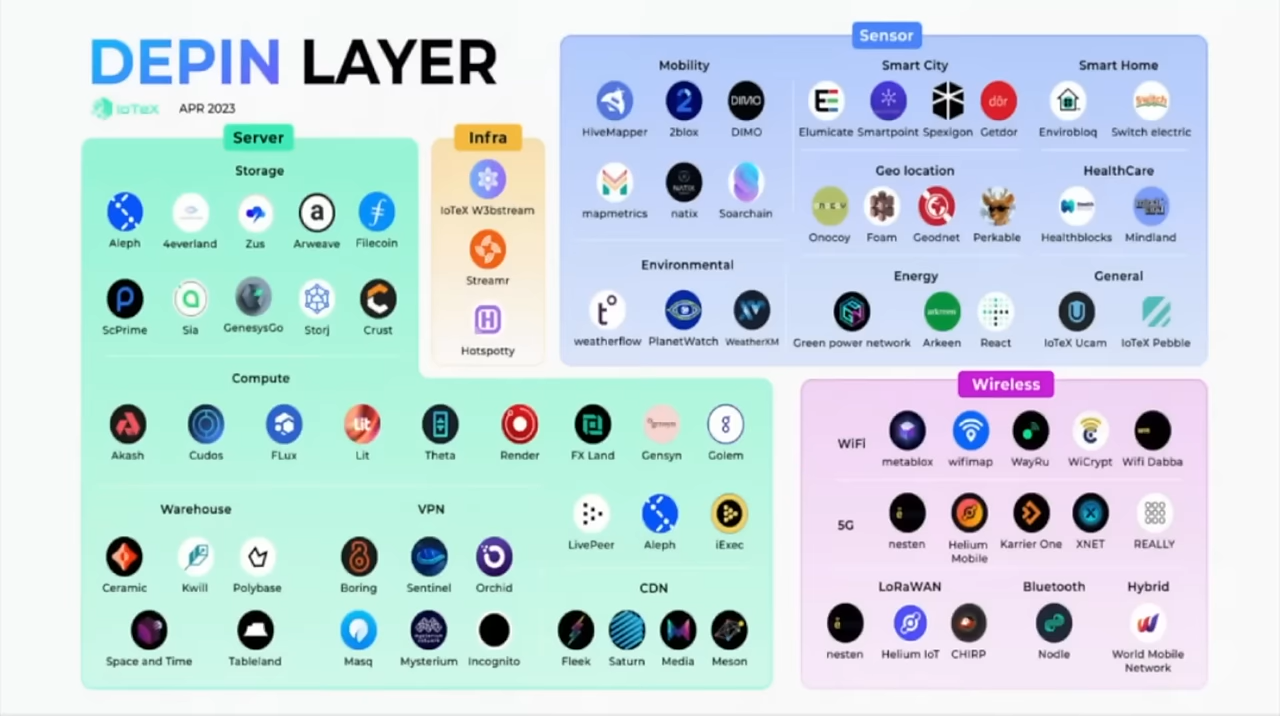 DEPIN LAYER
IoTeX APR 2023
Server
Storage
Aleph 4everland Zus Arweave Filecoin
ScPrime Sia GenesysGo Storj Crust
Compute
Akash Cudos FLux Lit Theta Render FX Land Gensyn Golem
LivePeer Aleph iExec
Warehouse
Ceramic Kwill Polybase
Space and Time Tableland
VPN
Boring Sentinel Orchid
Masq Mysterium Incognito
CDN
Fleek Saturn Media Meson
Infra
IoTeX W3bstream
Streamr
Hotspotty
Sensor
Mobility
DIMO
HiveMapper 2blox DIMO
mapmetrics natix Soarchain
Environmental
weatherflow PlanetWatch WeatherXM
Smart City
dör
Elumicate Smartpoint Spexigon Getdor
Geo location
Onocoy Foam Geodnet Perkable
Energy
Green power network Arkeen React
Smart Home
Switch
Envirobloq Switch electric
HealthCare
Healthblocks Mindland
General
IoTeX Ucam IoTeX Pebble
Wireless
WiFi
metablox wifimap WayRu WiCrypt Wifi Dabba
5G
nesten Helium Mobile Karrier One XNET REALLY
LoRaWAN
nesten Helium IoT CHIRP
Bluetooth
Nodle
Hybrid
World Mobile
Network